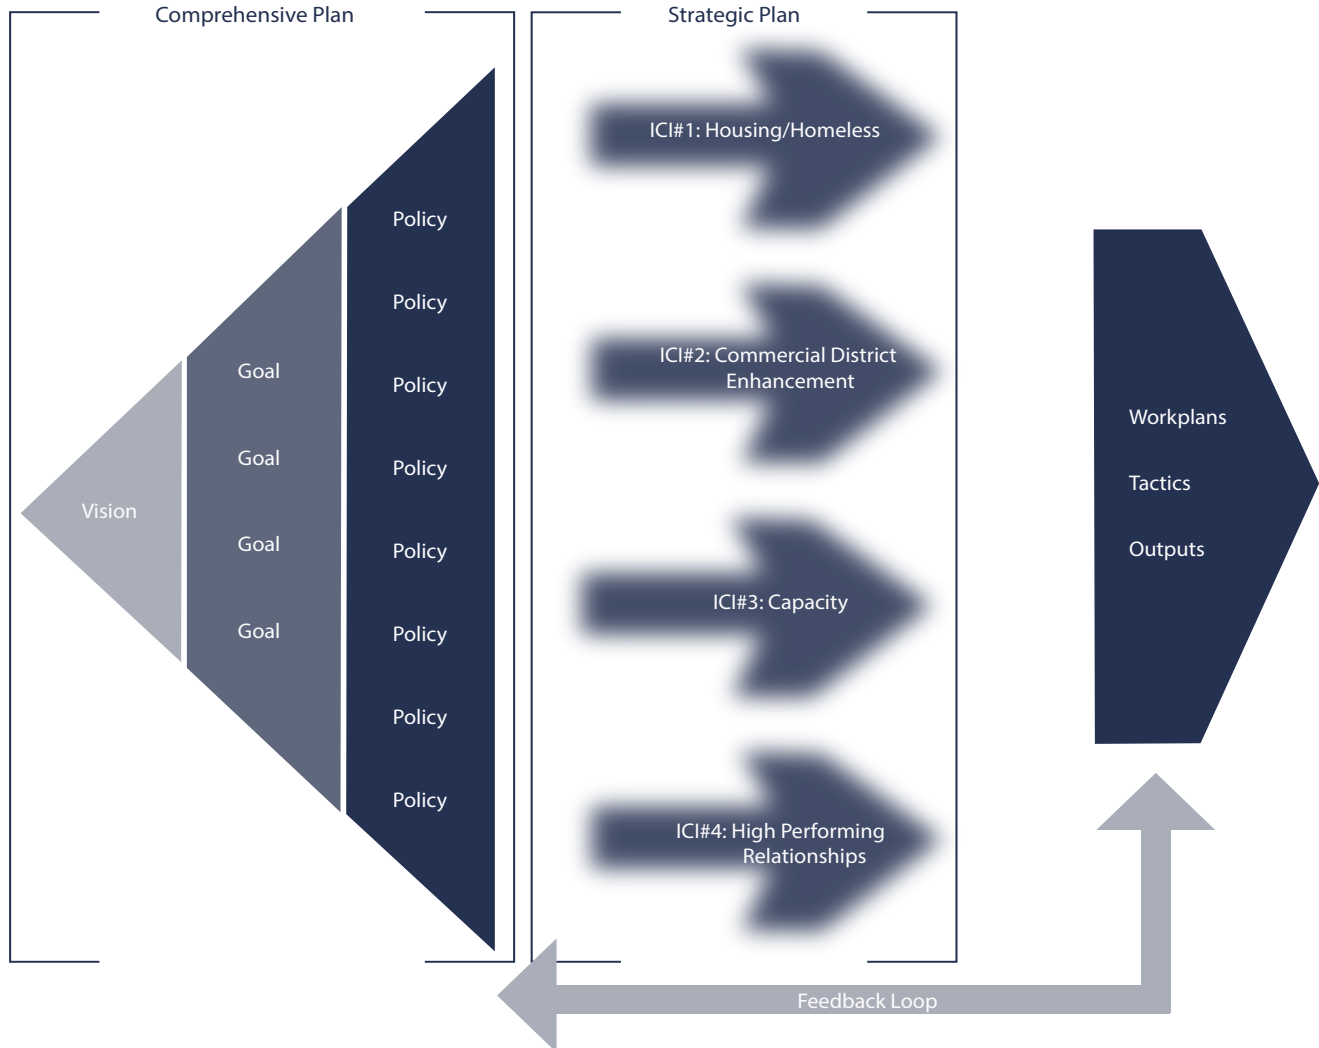 Comprehensive Plan
Vision
Goal
Goal
Goal
Goal
Policy
Policy
Policy
Policy
Policy
Policy
Policy
Policy
Strategic Plan
ICI#1: Housing/Homeless
ICI#2: Commercial District
Enhancement
ICI#3: Capacity
ICI#4: High Performing
Relationships
Workplans
Tactics
Outputs
Feedback Loop